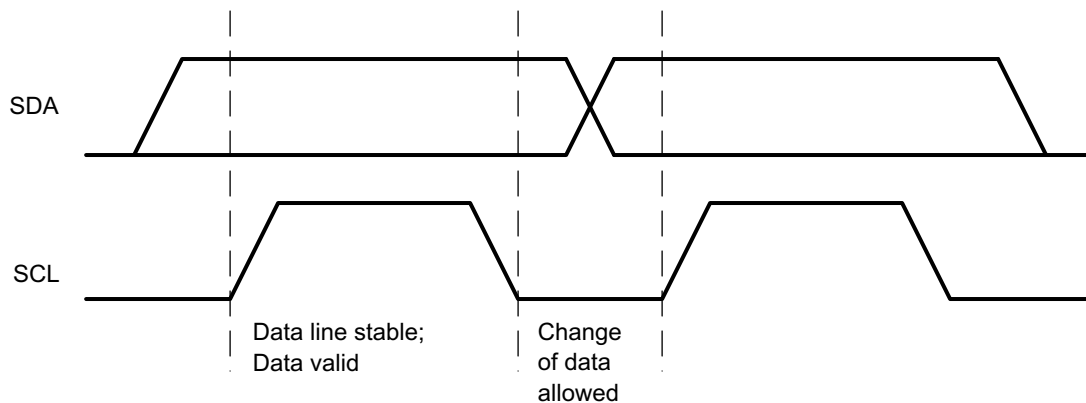 SDA
SCL
Data line stable;
Data valid
Change
of data
allowed